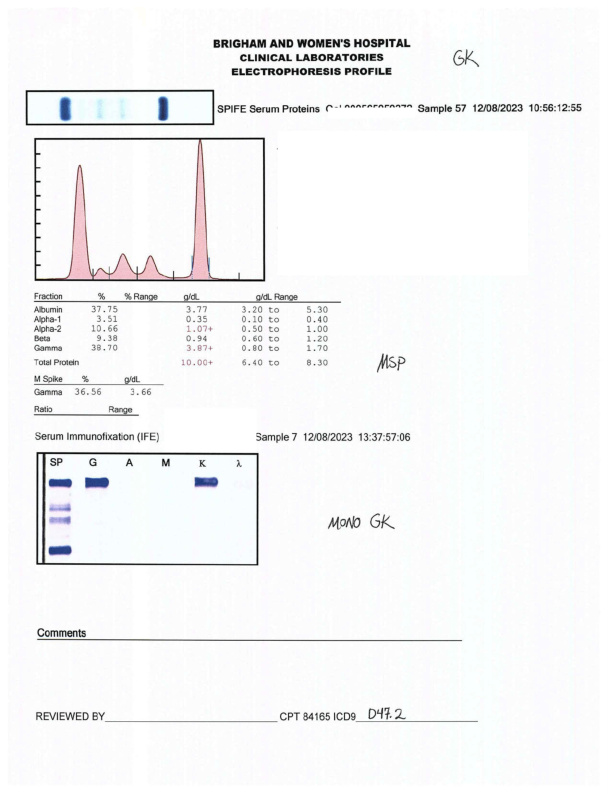 BRIGHAM AND WOMEN'S HOSPITAL
CLINICAL LABORATORIES
ELECTROPHORESIS PROFILE
GK
SPIFE Serum Proteins Sample 57 12/08/2023 10:56:12:55
Fraction % % Range g/dL g/dL Range
Albumin 37.75 3.77 3.20 to 5.30
Alpha-1 3.51 0.35 0.10 to 0.40
Alpha-2 10.66 1.07+ 0.50 to 1.00
Beta 9.38 0.94 0.60 to 1.20
Gamma 38.70 3.87+ 0.80 to 1.70
Total Protein 10.00+ 6.40 to 8.30
MSP
M Spike % g/dL
Gamma 36.56 3.66
Ratio Range
Serum Immunofixation (IFE) Sample 7 12/08/2023 13:37:57:06
SP G A M K λ
MONO GK
Comments
REVIEWED BY CPT 84165 ICD9 D47.2